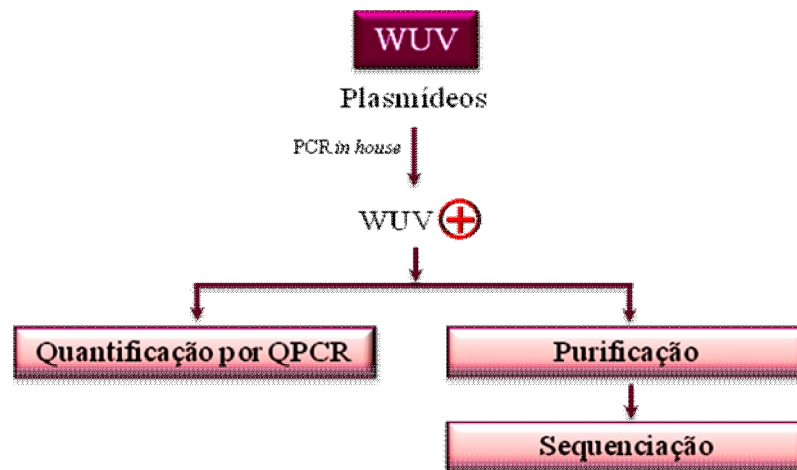 WUV
Plasmídeos
PCR in house
WUV
Quantificação por QPCR
Purificação
Sequenciação